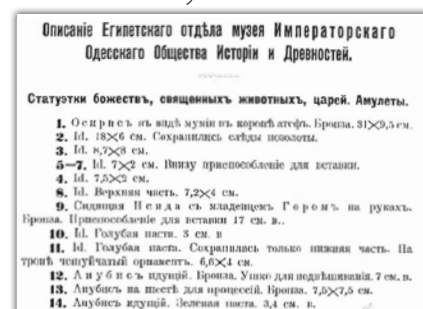 Описаніе Египетскаго отдѣла музея Императорскаго
Одесскаго Общества Исторіи и Древностей.
Статуэтки божествъ, священныхъ животныхъ, царей. Амулеты.
1. Осирисъ въ видѣ муміи въ коронѣ атефъ. Бронза. 31×9,5 см.
2. Id. 18×6 см. Сохранились слѣды позолоты.
3. Id. 8,7×3 см.
5—7. Id. 7×2 см. Внизу приспособленіе для вставки.
4. Id. 7,5×2 см.
8. Id. Верхняя часть. 7,2×4 см.
9. Сидящая Исида съ младенцемъ Горомъ на рукахъ.
Бронза. Приспособленіе для вставки 17 см. в..
10. Id. Голубая паста. 3 см. в
11. Id. Голубая паста. Сохранилась только нижняя часть. На
тронѣ чешуйчатый орнаментъ. 6,6×4 см.
12. Анубисъ идущій. Бронза. Ушко для подвѣшиванія. 7 см. в.
13. Анубисъ на шестѣ для процессій. Бронза. 7,5×7,5 см.
14. Анубисъ идущій. Зеленая паста. 3,4 см. в.